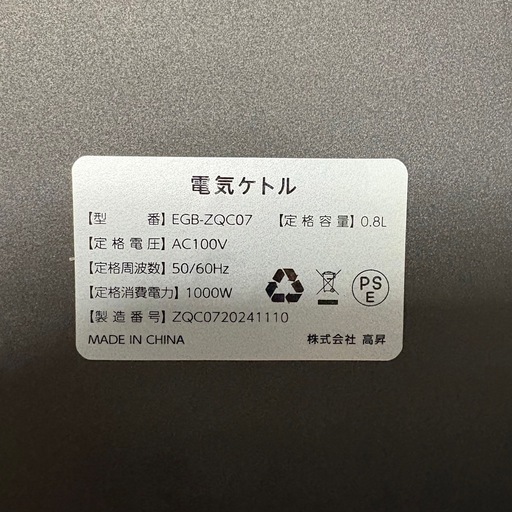 電気ケトル
【型　　番】EGB-ZQC07　【定格容量】0.8L
【定格電圧】AC100V
【定格周波数】50/60Hz
【定格消費電力】1000W
【製造番号】ZQC0720241110
PS
E
MADE IN CHINA　株式会社 高昇